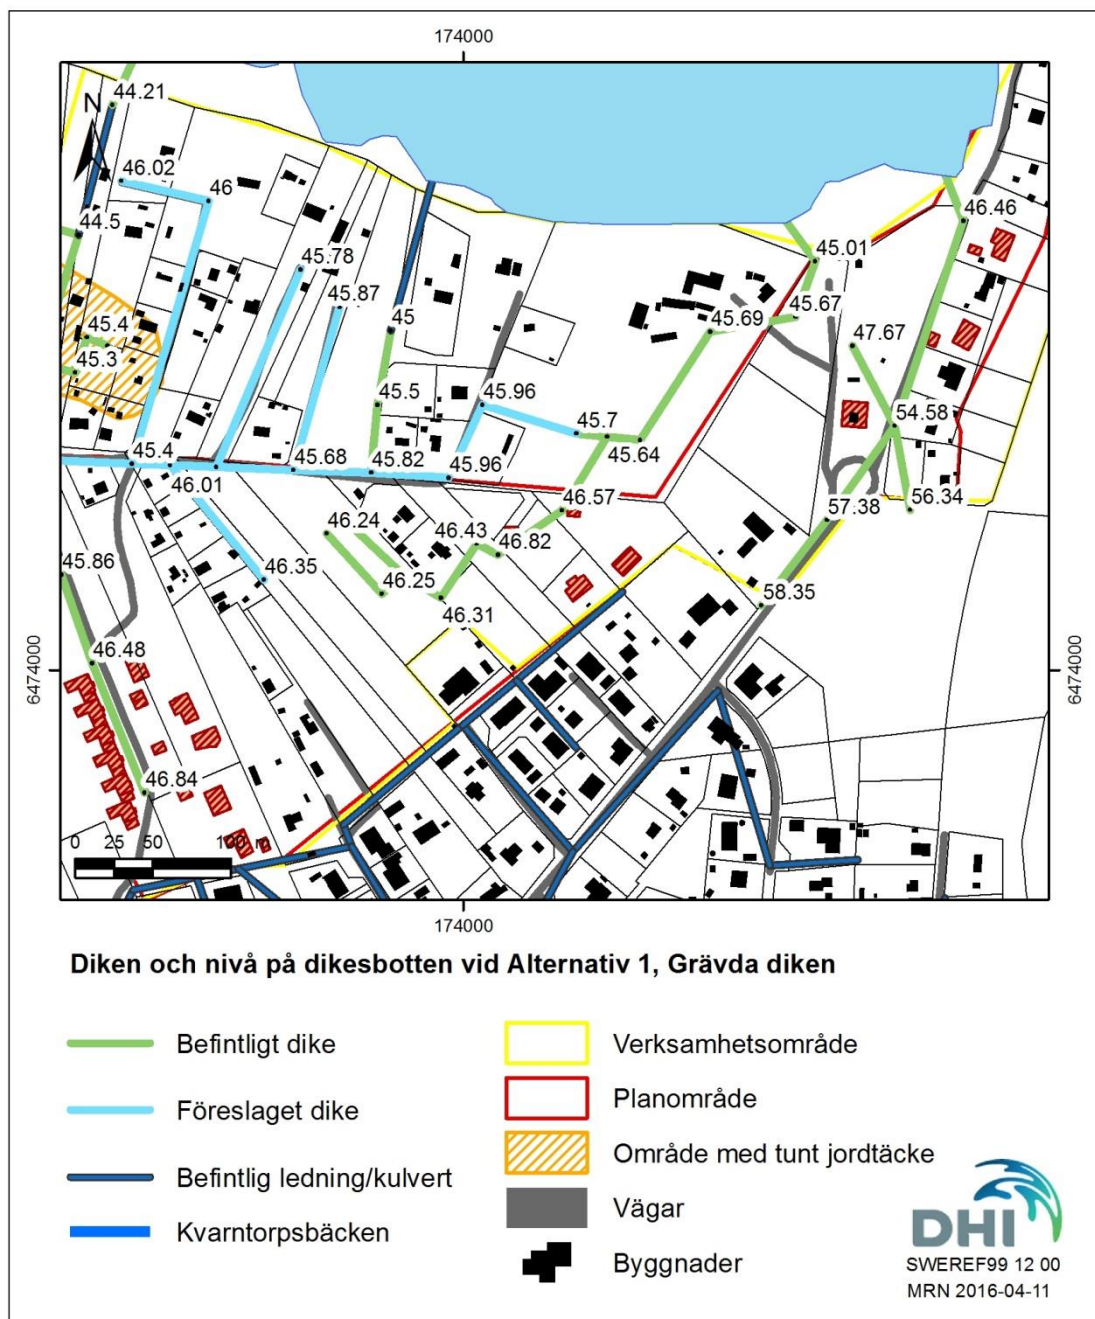 174000
44.21
N
46.02
46
44.5
46.46
45.01
45.78
45.87
45
45.67
45.69
47.67
45.4
45.3
45.5
45.96
45.7
54.58
45.4
45.68
45.82
45.96
45.64
46.01
46.57
56.34
57.38
46.24
46.43
46.82
45.86
46.35
46.25
46.31
58.35
6474000
6474000
46.48
46.84
0 25 50 100 m
174000
Diken och nivå på dikesbotten vid Alternativ 1, Grävda diken
Befintligt dike
Föreslaget dike
Befintlig ledning/kulvert
Kvarntorpsbäcken
Verksamhetsområde
Planområde
Område med tunt jordtäcke
Vägar
Byggnader
DHI
SWEREF99 12 00
MRN 2016-04-11